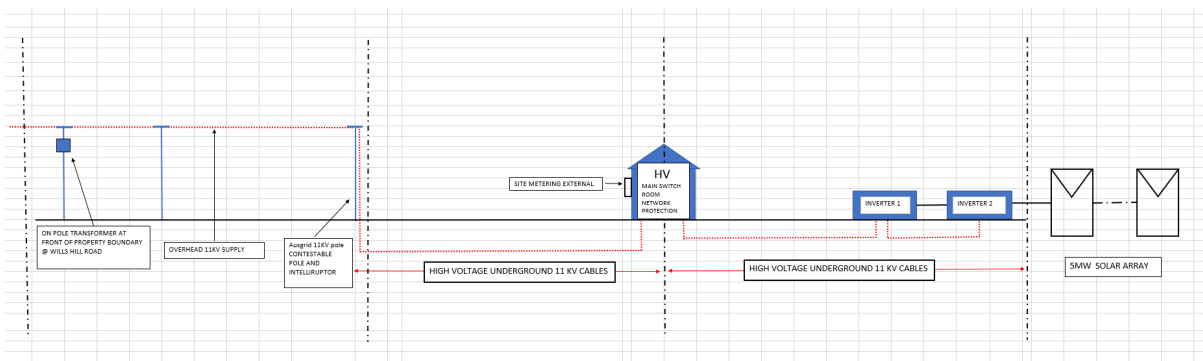 ON POLE TRANSFORMER AT
FRONT OF PROPERTY BOUNDARY
@ WILLS HILL ROAD
OVERHEAD 11KV SUPPLY
Ausgrid 11KV pole
CONTESTABLE
POLE AND
INTELLIRUPTOR
HIGH VOLTAGE UNDERGROUND 11 KV CABLES
SITE METERING EXTERNAL
HV
MAIN SWITCH
ROOM
NETWORK
PROTECTION
HIGH VOLTAGE UNDERGROUND 11 KV CABLES
INVERTER 1
INVERTER 2
5MW SOLAR ARRAY